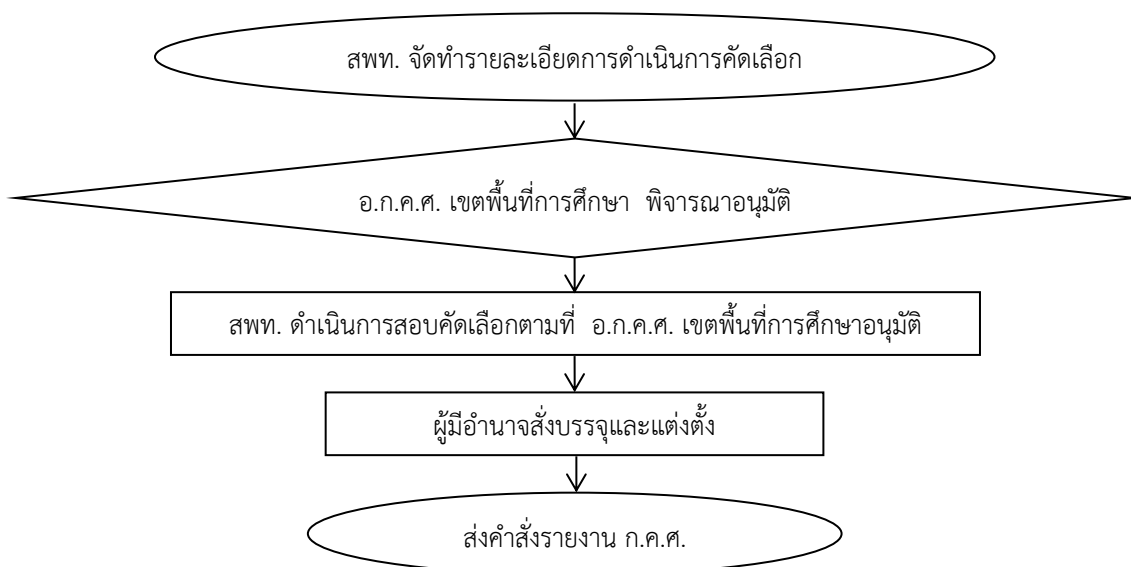 สพท. จัดทำรายละเอียดการดำเนินการคัดเลือก
อ.ก.ค.ศ. เขตพื้นที่การศึกษา พิจารณาอนุมัติ
สพท. ดำเนินการสอบคัดเลือกตามที่ อ.ก.ค.ศ. เขตพื้นที่การศึกษาอนุมัติ
ผู้มีอำนาจสั่งบรรจุและแต่งตั้ง
ส่งคำสั่งรายงาน ก.ค.ศ.